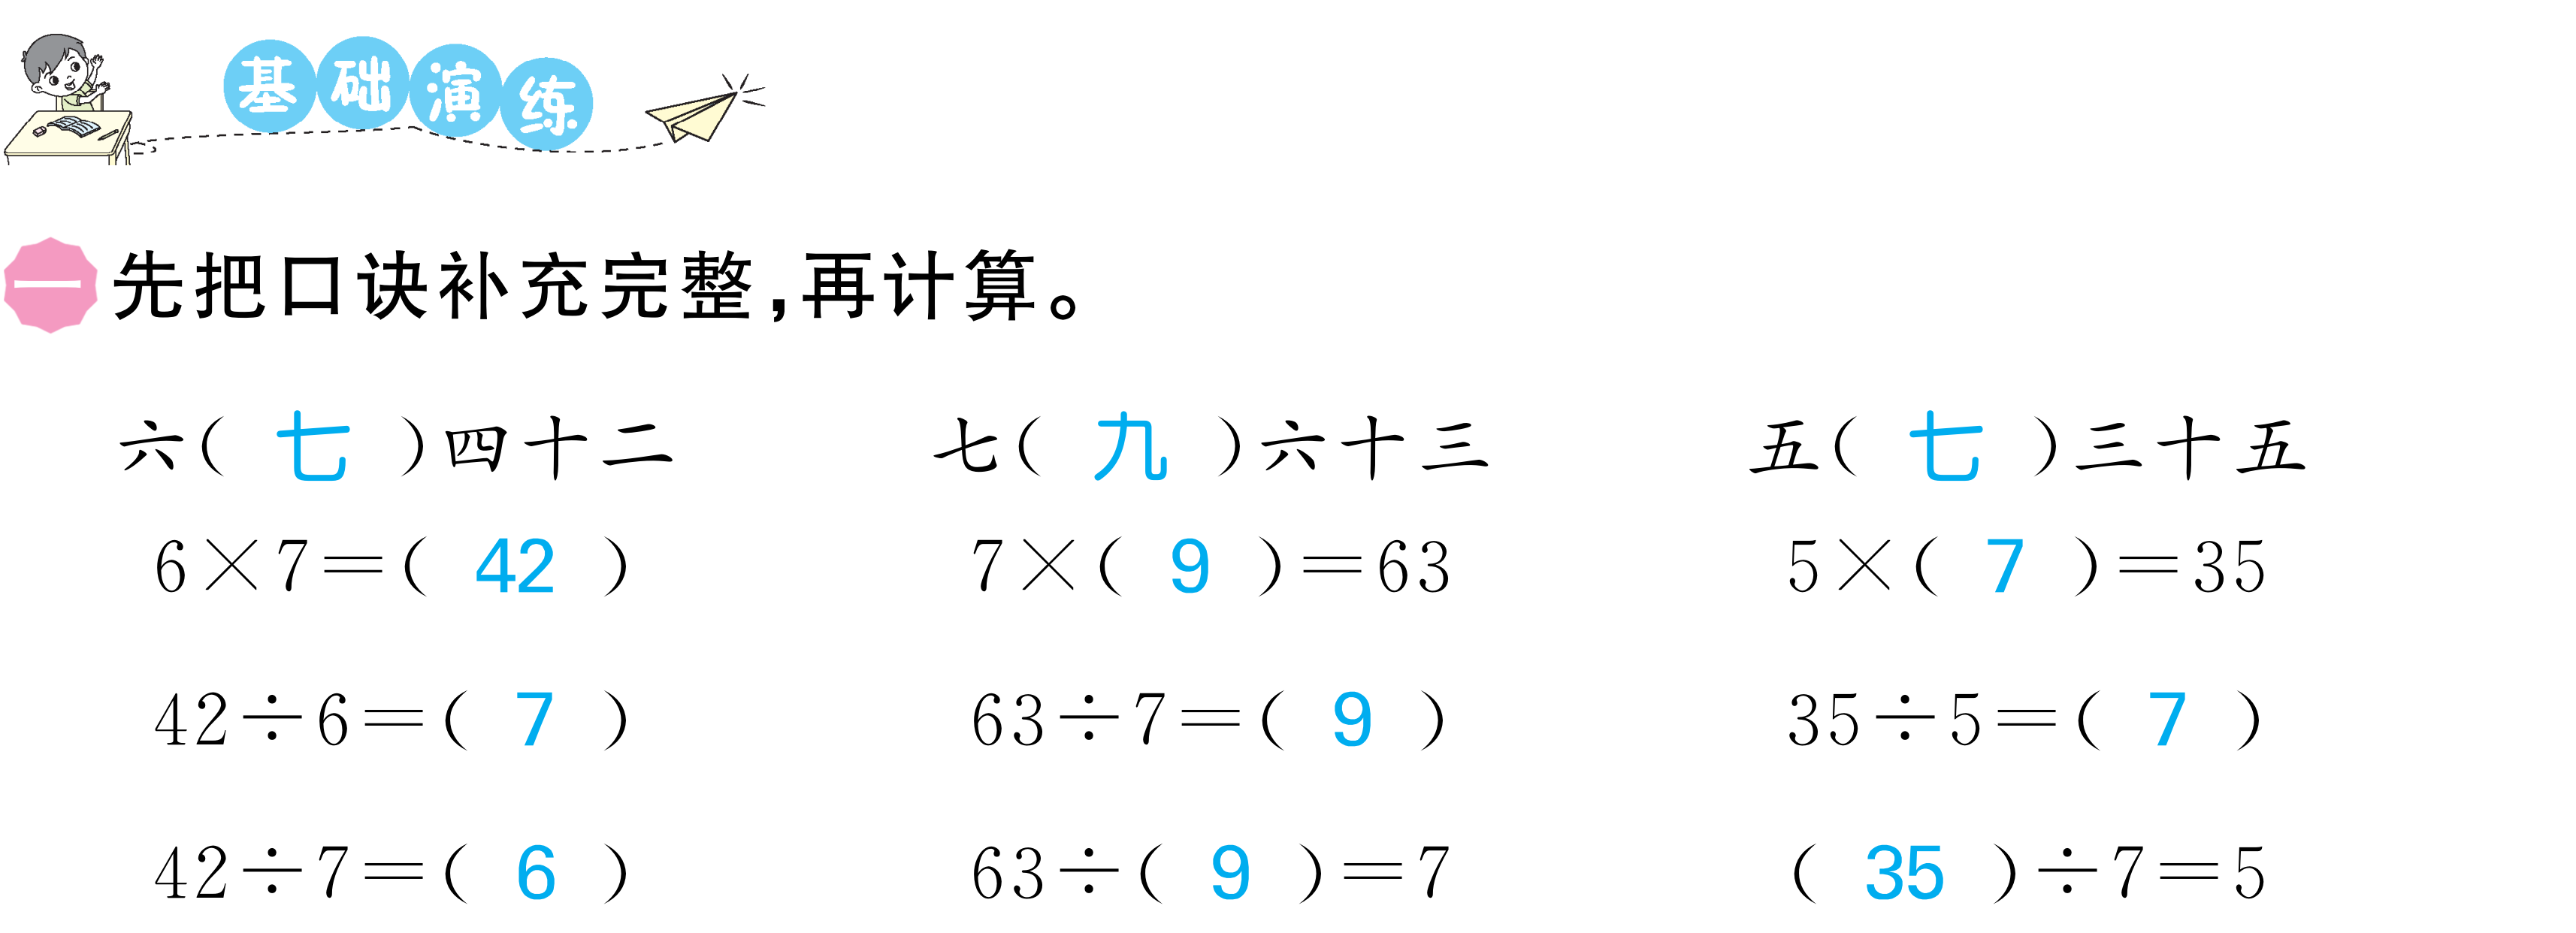 基础演练
一 先把口诀补充完整,再计算。
六( 七 )四十二 七( 九 )六十三 五( 七 )三十五
6×7=( 42 ) 7×( 9 )=63 5×( 7 )=35
42÷6=( 7 ) 63÷7=( 9 ) 35÷5=( 7 )
42÷7=( 6 ) 63÷( 9 )=7 ( 35 )÷7=5